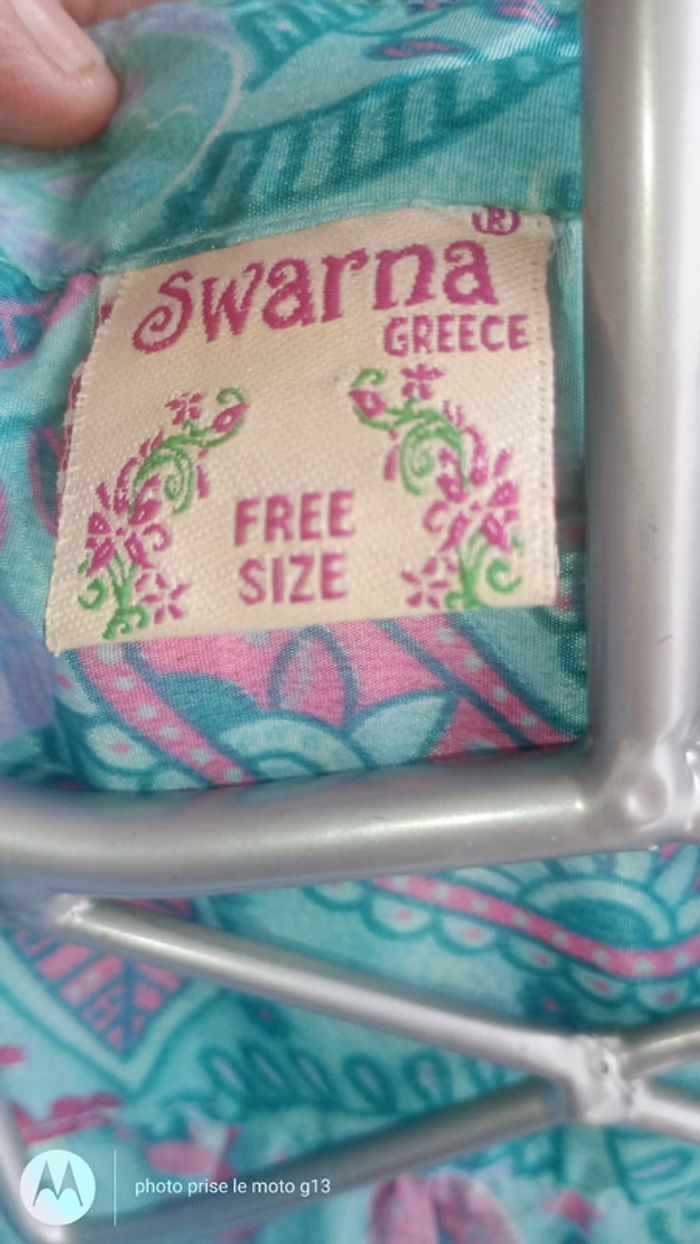 ®
Swarna
GREECE
FREE
SIZE
photo prise le moto g13